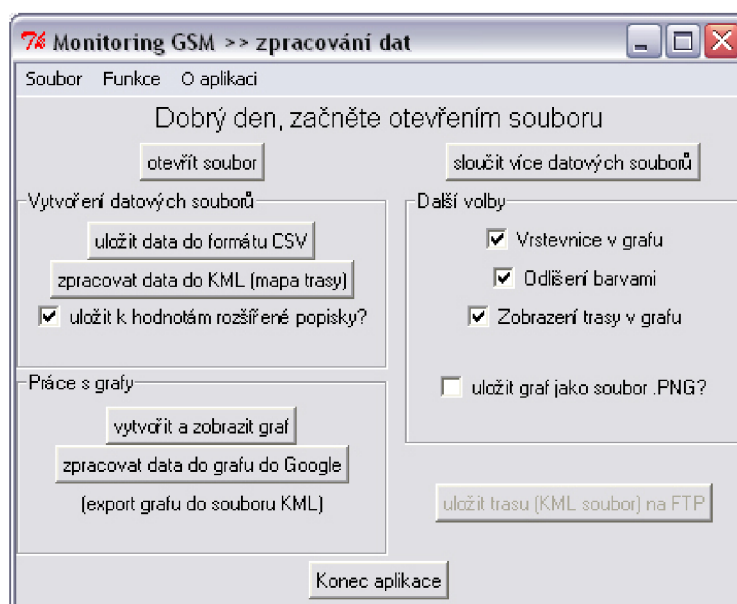 Monitoring GSM >> zpracování dat
Soubor Funkce O aplikaci
Dobrý den, začněte otevřením souboru
otevřít soubor
sloučit více datových souborů
Vytvoření datových souborů
uložit data do formátu CSV
zpracovat data do KML (mapa trasy)
uložit k hodnotám rozšířené popisky?
Další volby
Vrstevnice v grafu
Odlišení barvami
Zobrazení trasy v grafu
uložit graf jako soubor .PNG?
Práce s grafy
vytvořit a zobrazit graf
zpracovat data do grafu do Google
(export grafu do souboru KML)
uložit trasu (KML soubor) na FTP
Konec aplikace